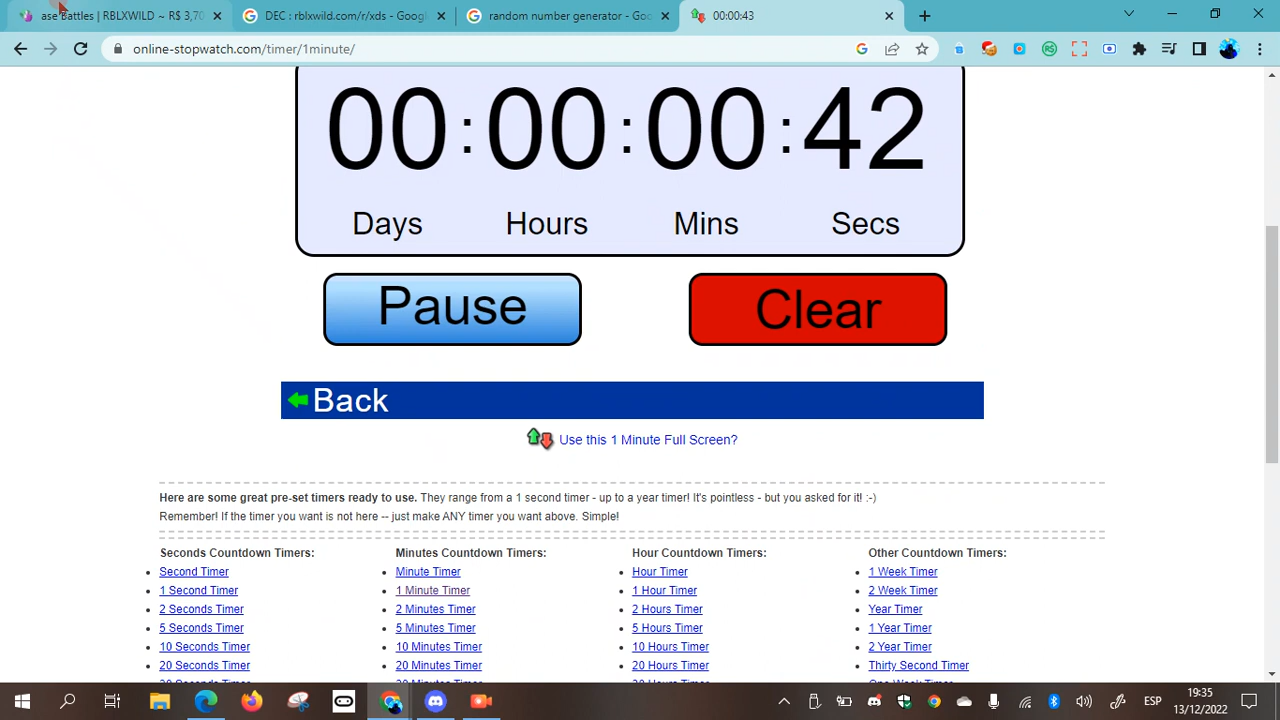 ase Battles | RBLXWILD ~ R$ 3,70
DEC : rblxwild.com/r/xds - Googl
random number generator - Goo
00:00:43
online-stopwatch.com/timer/1minute/
00:00:00:42
Days Hours Mins Secs
Pause Clear
Back
Use this 1 Minute Full Screen?
Here are some great pre-set timers ready to use. They range from a 1 second timer - up to a year timer! It's pointless - but you asked for it! :-)
Remember! If the timer you want is not here -- just make ANY timer you want above. Simple!
Seconds Countdown Timers:
Second Timer
1 Second Timer
2 Seconds Timer
5 Seconds Timer
10 Seconds Timer
20 Seconds Timer
Minutes Countdown Timers:
Minute Timer
1 Minute Timer
2 Minutes Timer
5 Minutes Timer
10 Minutes Timer
20 Minutes Timer
Hour Countdown Timers:
Hour Timer
1 Hour Timer
2 Hours Timer
5 Hours Timer
10 Hours Timer
20 Hours Timer
Other Countdown Timers:
1 Week Timer
2 Week Timer
Year Timer
1 Year Timer
2 Year Timer
Thirty Second Timer
ESP
19:35
13/12/2022